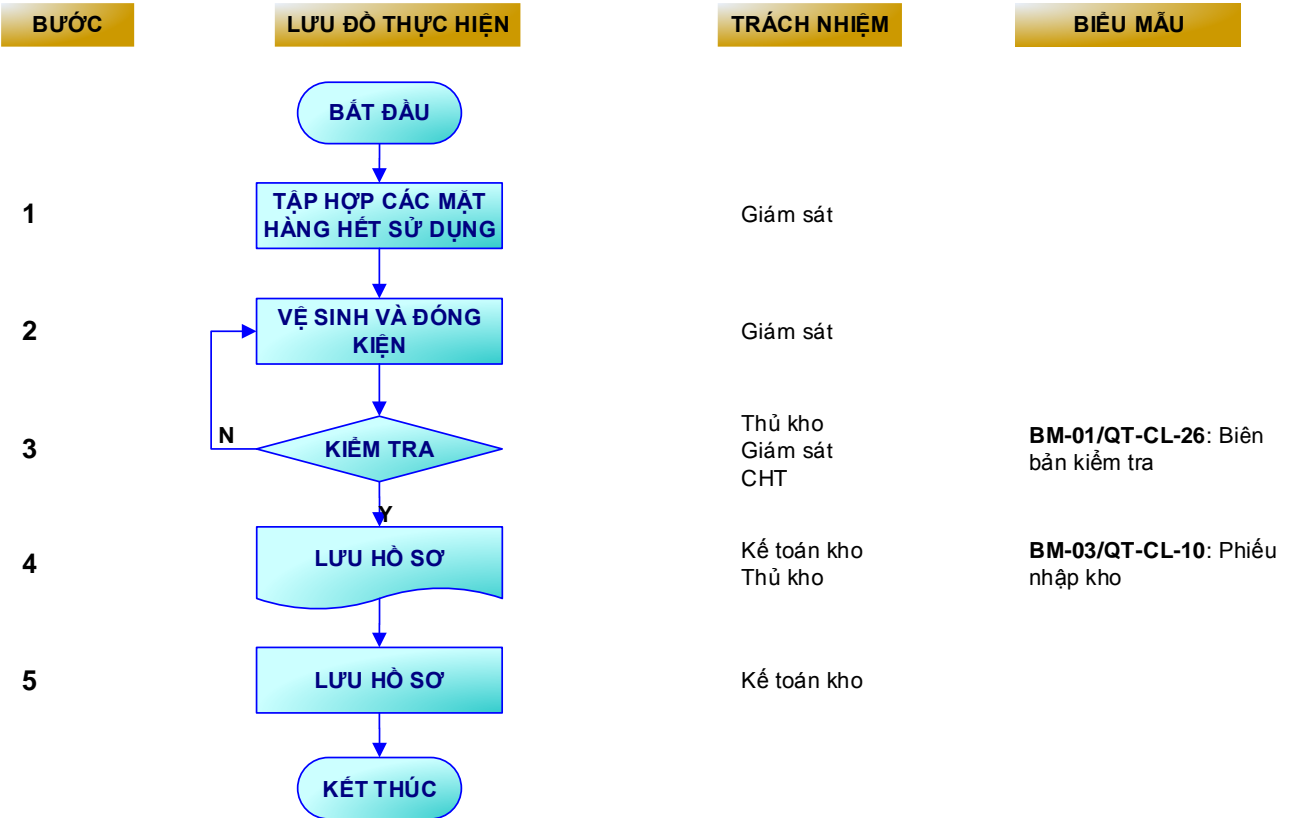 BƯỚC LƯU ĐỒ THỰC HIỆN TRÁCH NHIỆM BIỂU MẪU
BẮT ĐẦU
1 TẬP HỢP CÁC MẶT HÀNG HẾT SỬ DỤNG Giám sát
2 VỆ SINH VÀ ĐÓNG KIỆN Giám sát
N
3 KIỂM TRA
Thủ kho
Giám sát
CHT
BM-01/QT-CL-26: Biên
bản kiểm tra
Y
4 LƯU HỒ SƠ
Kế toán kho
Thủ kho
BM-03/QT-CL-10: Phiếu
nhập kho
5 LƯU HỒ SƠ Kế toán kho
KẾT THÚC